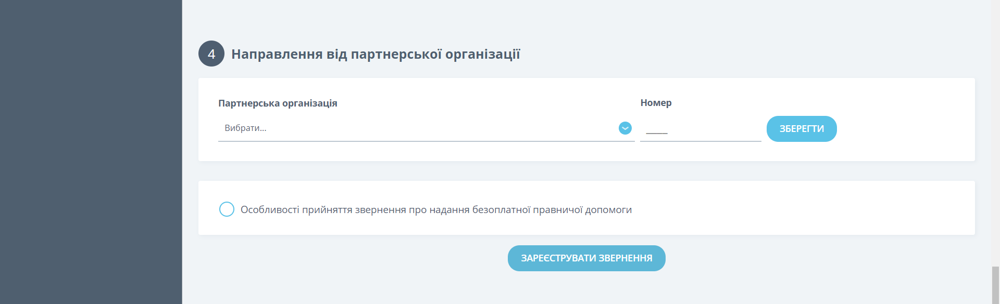 4 Направлення від партнерської організації
Партнерська організація
Номер
Вибрати...
____
ЗБЕРЕГТИ
Особливості прийняття звернення про надання безоплатної правничої допомоги
ЗАРЕЄСТРУВАТИ ЗВЕРНЕННЯ